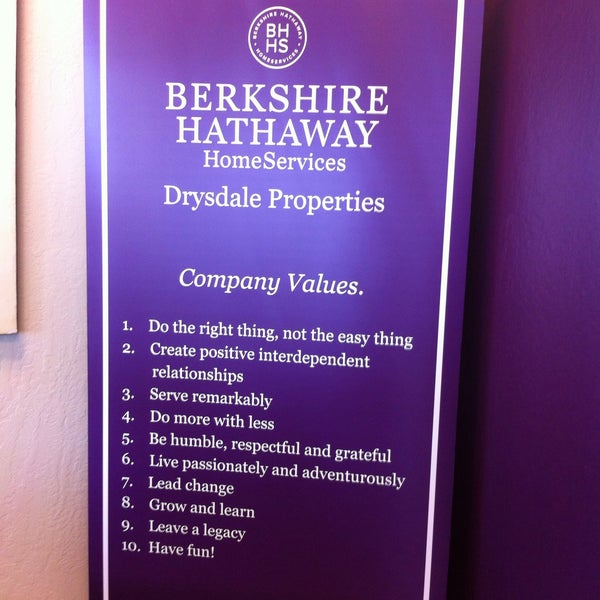 BERKSHIRE HATHAWAY
BH
HS
HOMESERVICES
BERKSHIRE
HATHAWAY
HomeServices
Drysdale Properties
Company Values.
1. Do the right thing, not the easy thing
2. Create positive interdependent
relationships
3. Serve remarkably
4. Do more with less
5. Be humble, respectful and grateful
6. Live passionately and adventurously
7. Lead change
8. Grow and learn
9. Leave a legacy
10. Have fun!